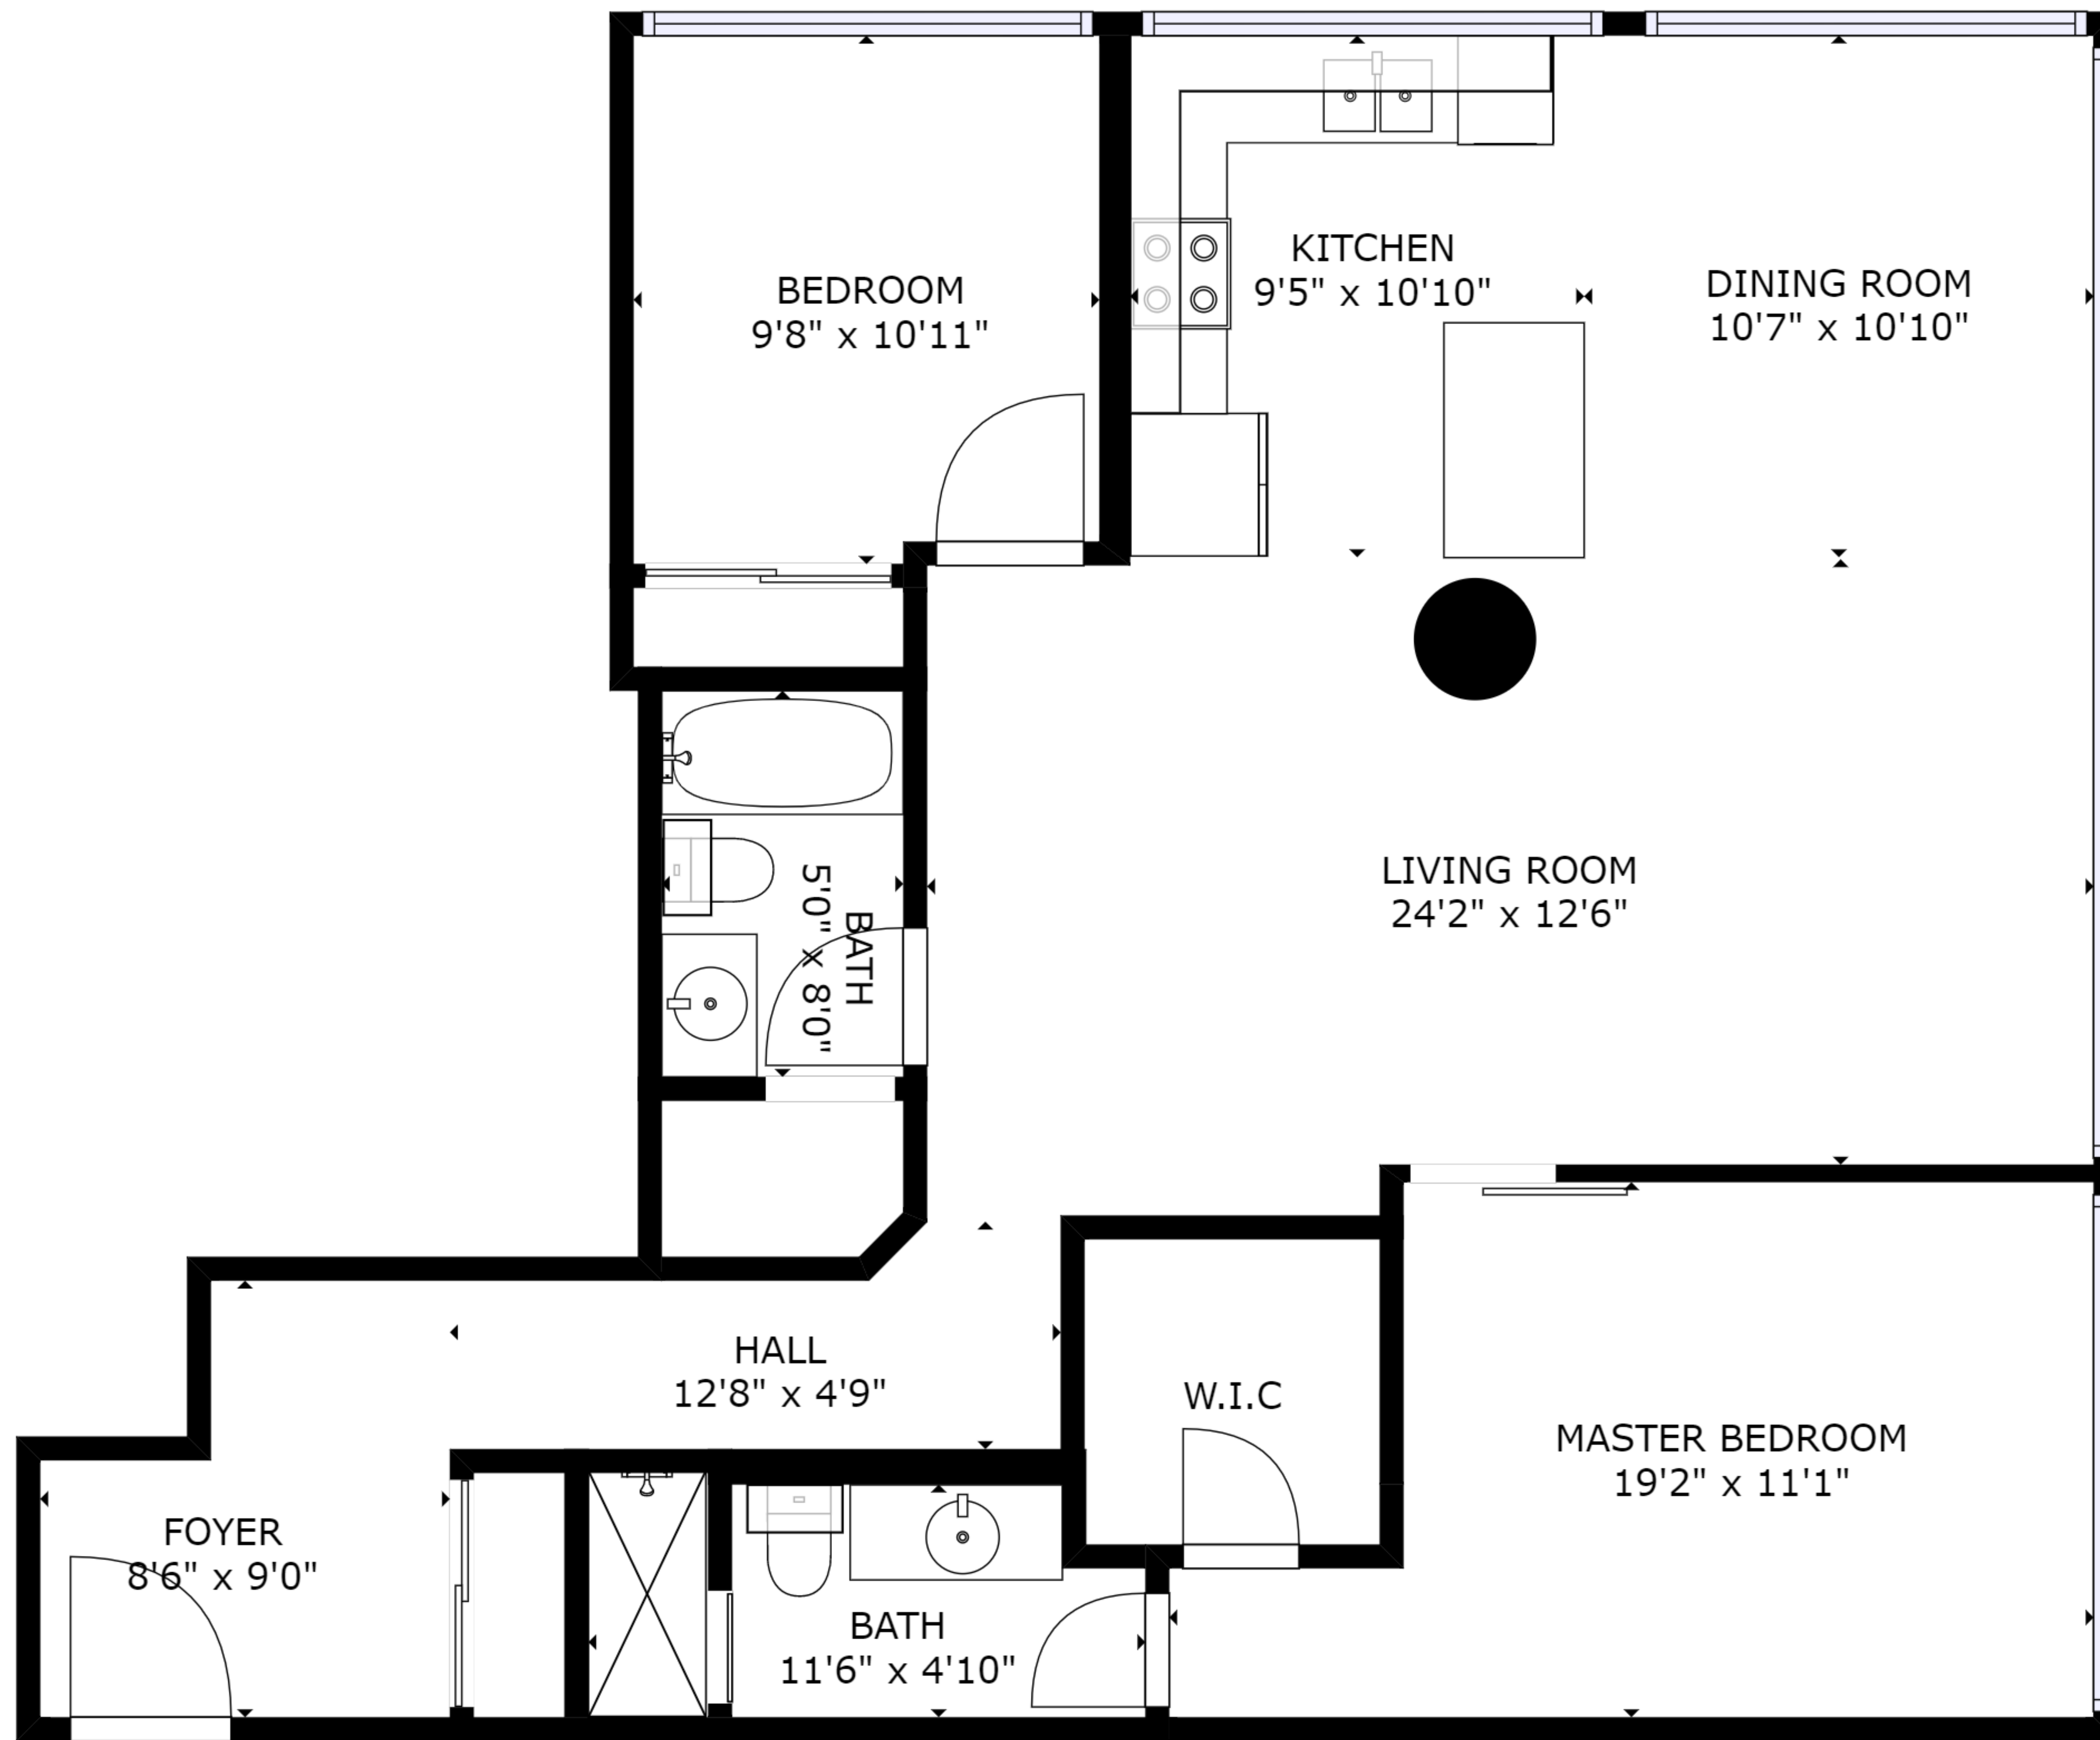 BEDROOM
9'8" x 10'11"
KITCHEN
9'5" x 10'10"
DINING ROOM
10'7" x 10'10"
LIVING ROOM
24'2" x 12'6"
BATH
5'0" x 8'0"
HALL
12'8" x 4'9"
W.I.C
MASTER BEDROOM
19'2" x 11'1"
FOYER
8'6" x 9'0"
BATH
11'6" x 4'10"